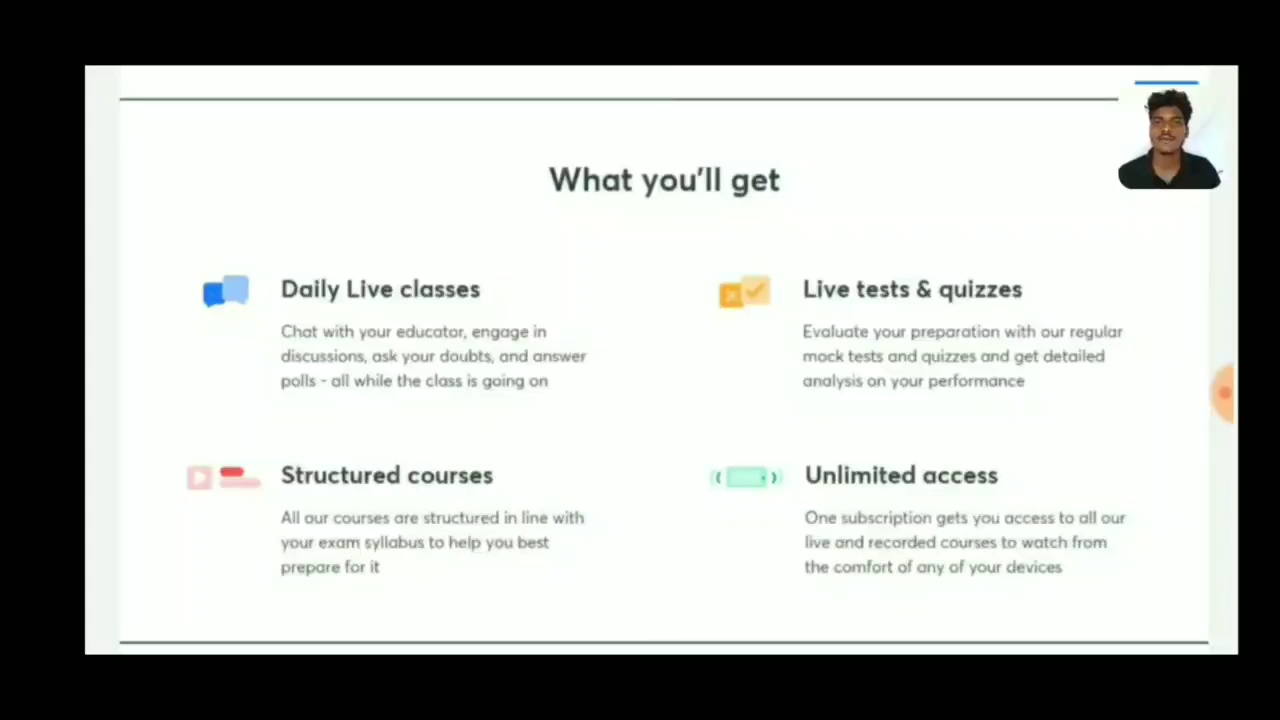 What you'll get
Daily Live classes
Chat with your educator, engage in
discussions, ask your doubts, and answer
polls - all while the class is going on
Live tests & quizzes
Evaluate your preparation with our regular
mock tests and quizzes and get detailed
analysis on your performance
Structured courses
All our courses are structured in line with
your exam syllabus to help you best
prepare for it
Unlimited access
One subscription gets you access to all our
live and recorded courses to watch from
the comfort of any of your devices